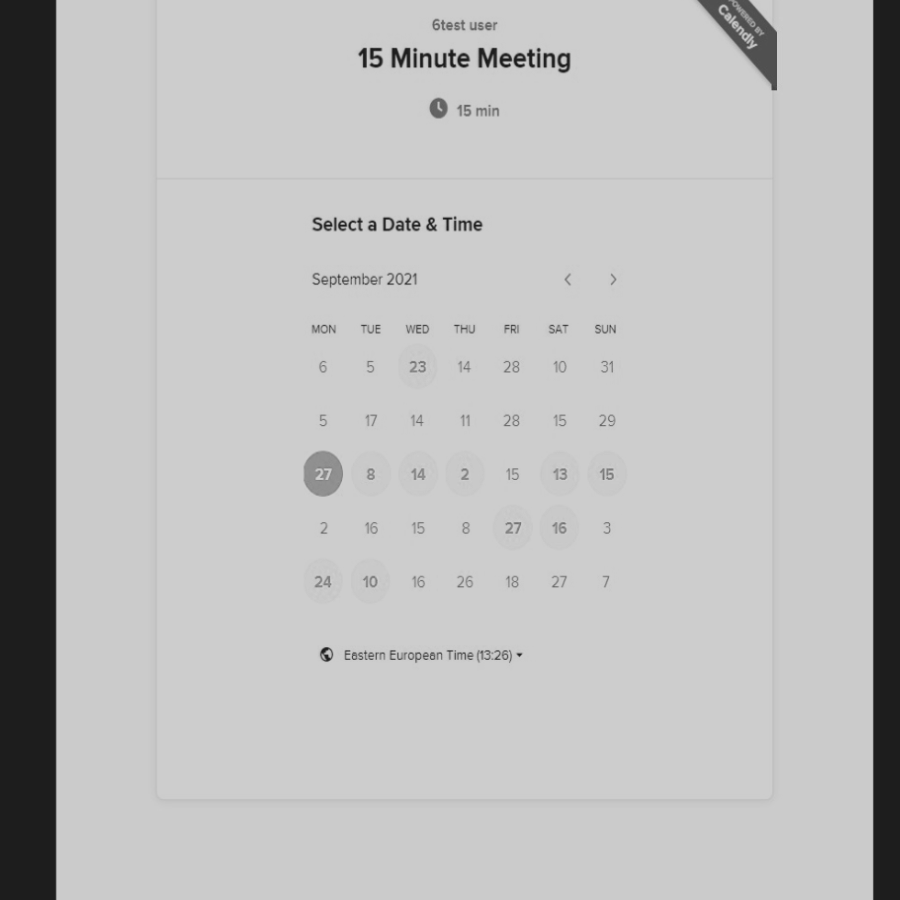 6test user
POWERED BY
Calendly
15 Minute Meeting
15 min
Select a Date & Time
September 2021
MON TUE WED THU FRI SAT SUN
6 5 23 14 28 10 31
5 17 14 11 28 15 29
27 8 14 2 15 13 15
2 16 15 8 27 16 3
24 10 16 26 18 27 7
Eastern European Time (13:26)